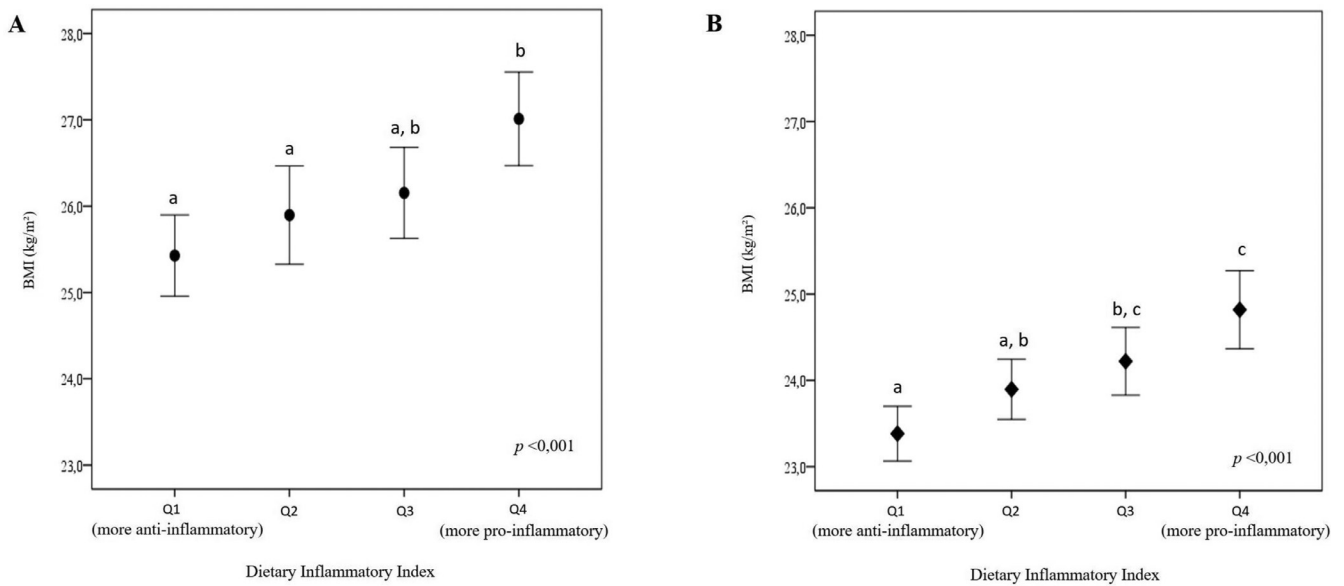 A
BMI (kg/m²)
28,0
27,0
26,0
25,0
24,0
23,0
a
a
a, b
b
p <0,001
Q1
(more anti-inflammatory)
Q2
Q3
Q4
(more pro-inflammatory)
Dietary Inflammatory Index
B
BMI (kg/m²)
28,0
27,0
26,0
25,0
24,0
23,0
a
a, b
b, c
c
p <0,001
Q1
(more anti-inflammatory)
Q2
Q3
Q4
(more pro-inflammatory)
Dietary Inflammatory Index